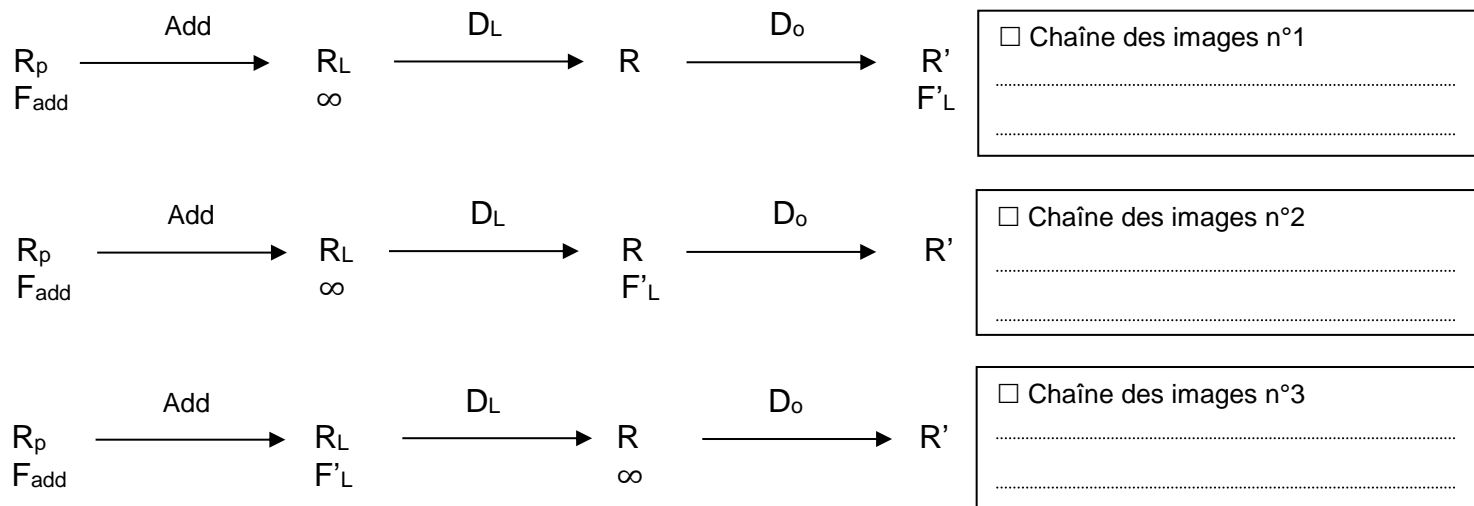 Add D_L D_o
R_p R_L R R'
F_add ∞ F'_L
☐ Chaîne des images n°1
Add D_L D_o
R_p R_L R R'
F_add ∞ F'_L
☐ Chaîne des images n°2
Add D_L D_o
R_p R_L R R'
F_add F'_L ∞
☐ Chaîne des images n°3